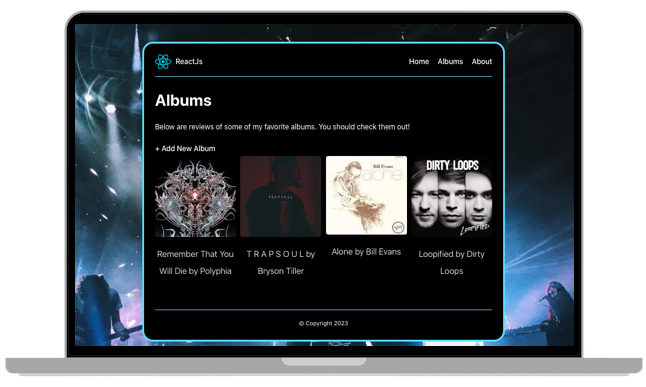 ReactJs
Home Albums About
Albums
Below are reviews of some of my favorite albums. You should check them out!
+ Add New Album
TRAPSOUL
Bill Evans
alone
DIRTY LOOPS
LOOPIFIED
Remember That You
Will Die by Polyphia
T R A P S O U L by
Bryson Tiller
Alone by Bill Evans
Loopified by Dirty
Loops
© Copyright 2023